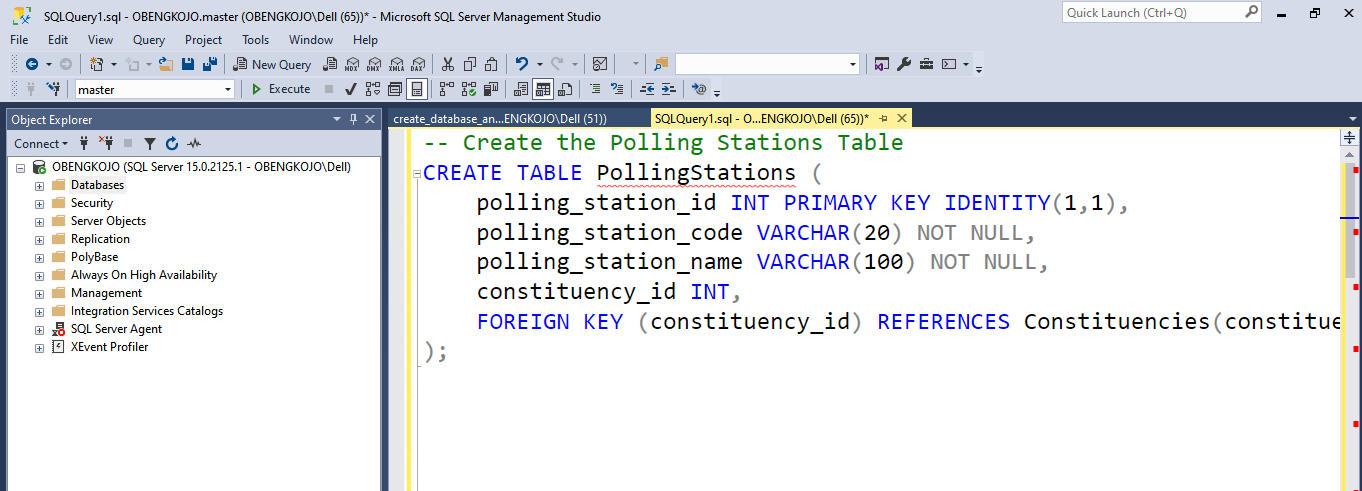 SQLQuery1.sql - OBENGKOJO.master (OBENGKOJO\Dell (65))* - Microsoft SQL Server Management Studio
Quick Launch (Ctrl+Q)
File Edit View Query Project Tools Window Help
New Query MDX DMX XMLA DAX
master Execute
Object Explorer
create_database_an...ENGKOJO\Dell (51))
SQLQuery1.sql - O...ENGKOJO\Dell (65))*
Connect
OBENGKOJO (SQL Server 15.0.2125.1 - OBENGKOJO\Dell)
Databases
Security
Server Objects
Replication
PolyBase
Always On High Availability
Management
Integration Services Catalogs
SQL Server Agent
XEvent Profiler
-- Create the Polling Stations Table
CREATE TABLE PollingStations (
polling_station_id INT PRIMARY KEY IDENTITY(1,1),
polling_station_code VARCHAR(20) NOT NULL,
polling_station_name VARCHAR(100) NOT NULL,
constituency_id INT,
FOREIGN KEY (constituency_id) REFERENCES Constituencies(constitue
);